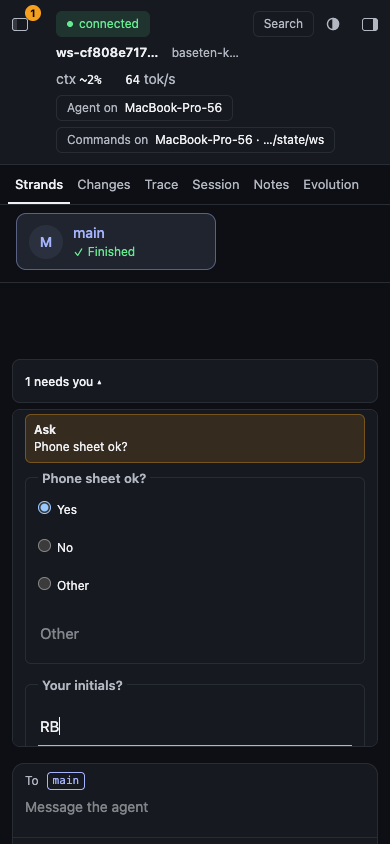 1
connected
Search
ws-cf808e717... baseten-k...
ctx ~2% 64 tok/s
Agent on MacBook-Pro-56
Commands on MacBook-Pro-56 · .../state/ws
Strands Changes Trace Session Notes Evolution
M
main
✓ Finished
1 needs you
Ask
Phone sheet ok?
Phone sheet ok?
Yes
No
Other
Other
Your initials?
RB
To main
Message the agent